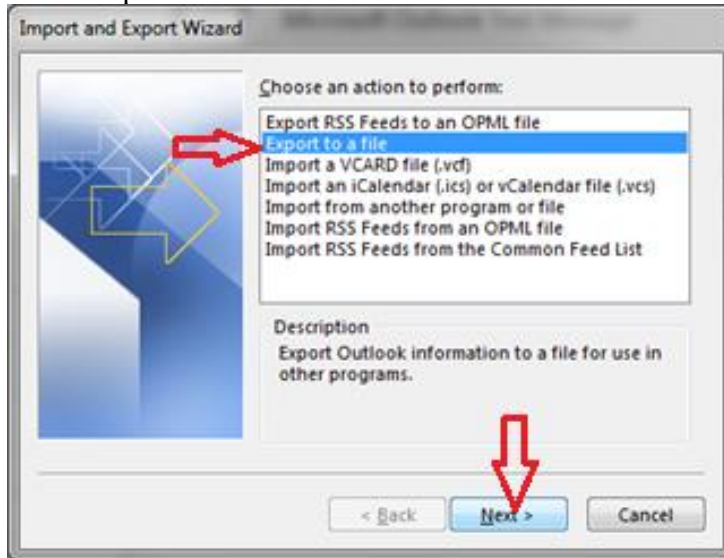 Import and Export Wizard
Choose an action to perform:
Export RSS Feeds to an OPML file
Export to a file
Import a VCARD file (.vcf)
Import an iCalendar (.ics) or vCalendar file (.vcs)
Import from another program or file
Import RSS Feeds from an OPML file
Import RSS Feeds from the Common Feed List
Description
Export Outlook information to a file for use in
other programs.
< Back Next > Cancel